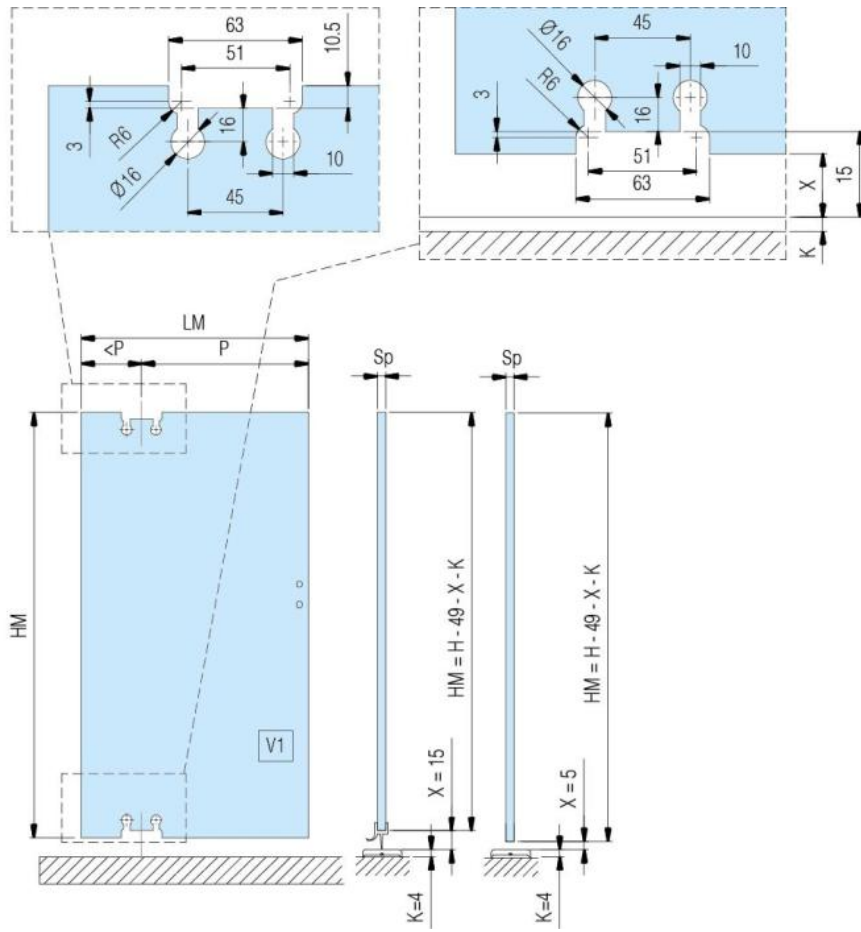 63
51
10.5
3
R6
16
Ø16
10
45
Ø16
45
10
3
R6
16
51
63
X
15
K
LM
<P
P
HM
V1
Sp
HM = H - 49 - X - K
X = 15
K=4
Sp
HM = H - 49 - X - K
X = 5
K=4